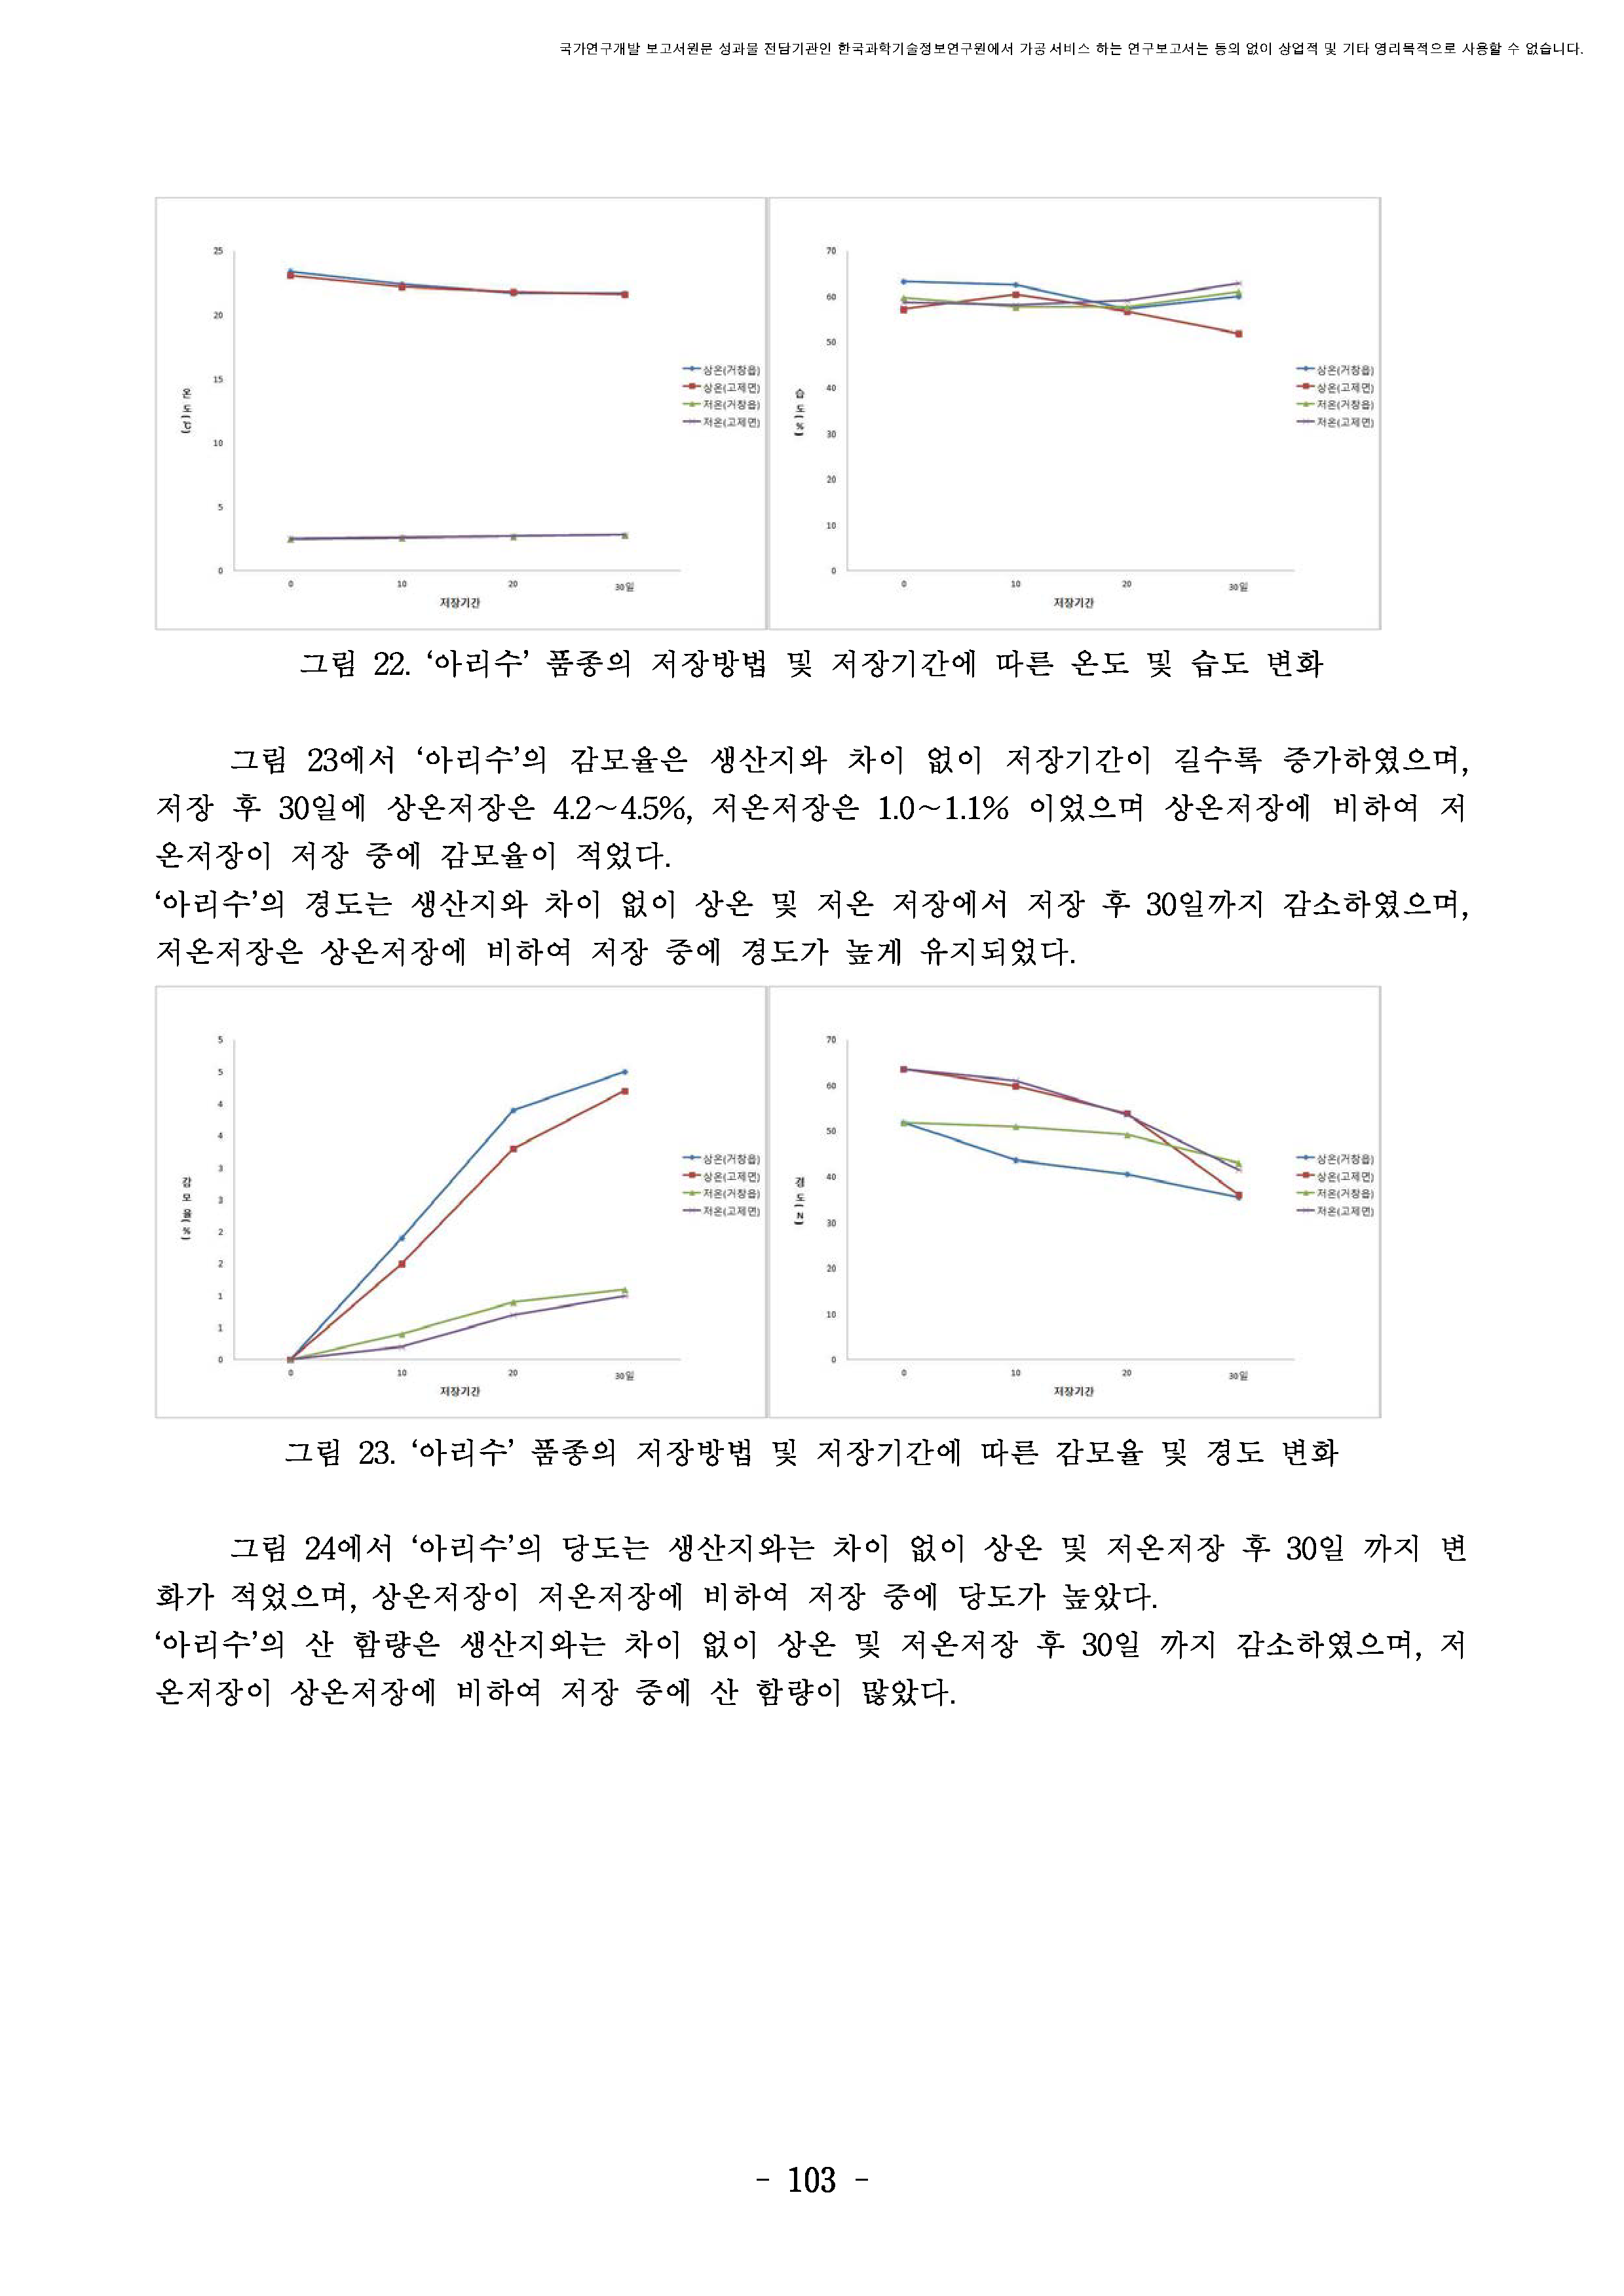 국가연구개발 보고서원문 성과물 전담기관인 한국과학기술정보연구원에서 가공·서비스 하는 연구보고서는 동의 없이 상업적 및 기타 영리목적으로 사용할 수 없습니다.
25
20
15
10
5
0
온도(℃)
0 10 20 30일
저장기간
상온(거창읍)
상온(고제면)
저온(거창읍)
저온(고제면)
70
60
50
40
30
20
10
0
습도(%)
0 10 20 30일
저장기간
상온(거창읍)
상온(고제면)
저온(거창읍)
저온(고제면)
그림 22. ‘아리수’ 품종의 저장방법 및 저장기간에 따른 온도 및 습도 변화
그림 23에서 ‘아리수’의 감모율은 생산지와 차이 없이 저장기간이 길수록 증가하였으며,
저장 후 30일에 상온저장은 4.2~4.5%, 저온저장은 1.0~1.1% 이었으며 상온저장에 비하여 저
온저장이 저장 중에 감모율이 적었다.
‘아리수’의 경도는 생산지와 차이 없이 상온 및 저온 저장에서 저장 후 30일까지 감소하였으며,
저온저장은 상온저장에 비하여 저장 중에 경도가 높게 유지되었다.
5
5
4
4
3
3
2
2
1
1
0
감모율(%)
0 10 20 30일
저장기간
상온(거창읍)
상온(고제면)
저온(거창읍)
저온(고제면)
70
60
50
40
30
20
10
0
경도(N)
0 10 20 30일
저장기간
상온(거창읍)
상온(고제면)
저온(거창읍)
저온(고제면)
그림 23. ‘아리수’ 품종의 저장방법 및 저장기간에 따른 감모율 및 경도 변화
그림 24에서 ‘아리수’의 당도는 생산지와는 차이 없이 상온 및 저온저장 후 30일 까지 변
화가 적었으며, 상온저장이 저온저장에 비하여 저장 중에 당도가 높았다.
‘아리수’의 산 함량은 생산지와는 차이 없이 상온 및 저온저장 후 30일 까지 감소하였으며, 저
온저장이 상온저장에 비하여 저장 중에 산 함량이 많았다.
- 103 -